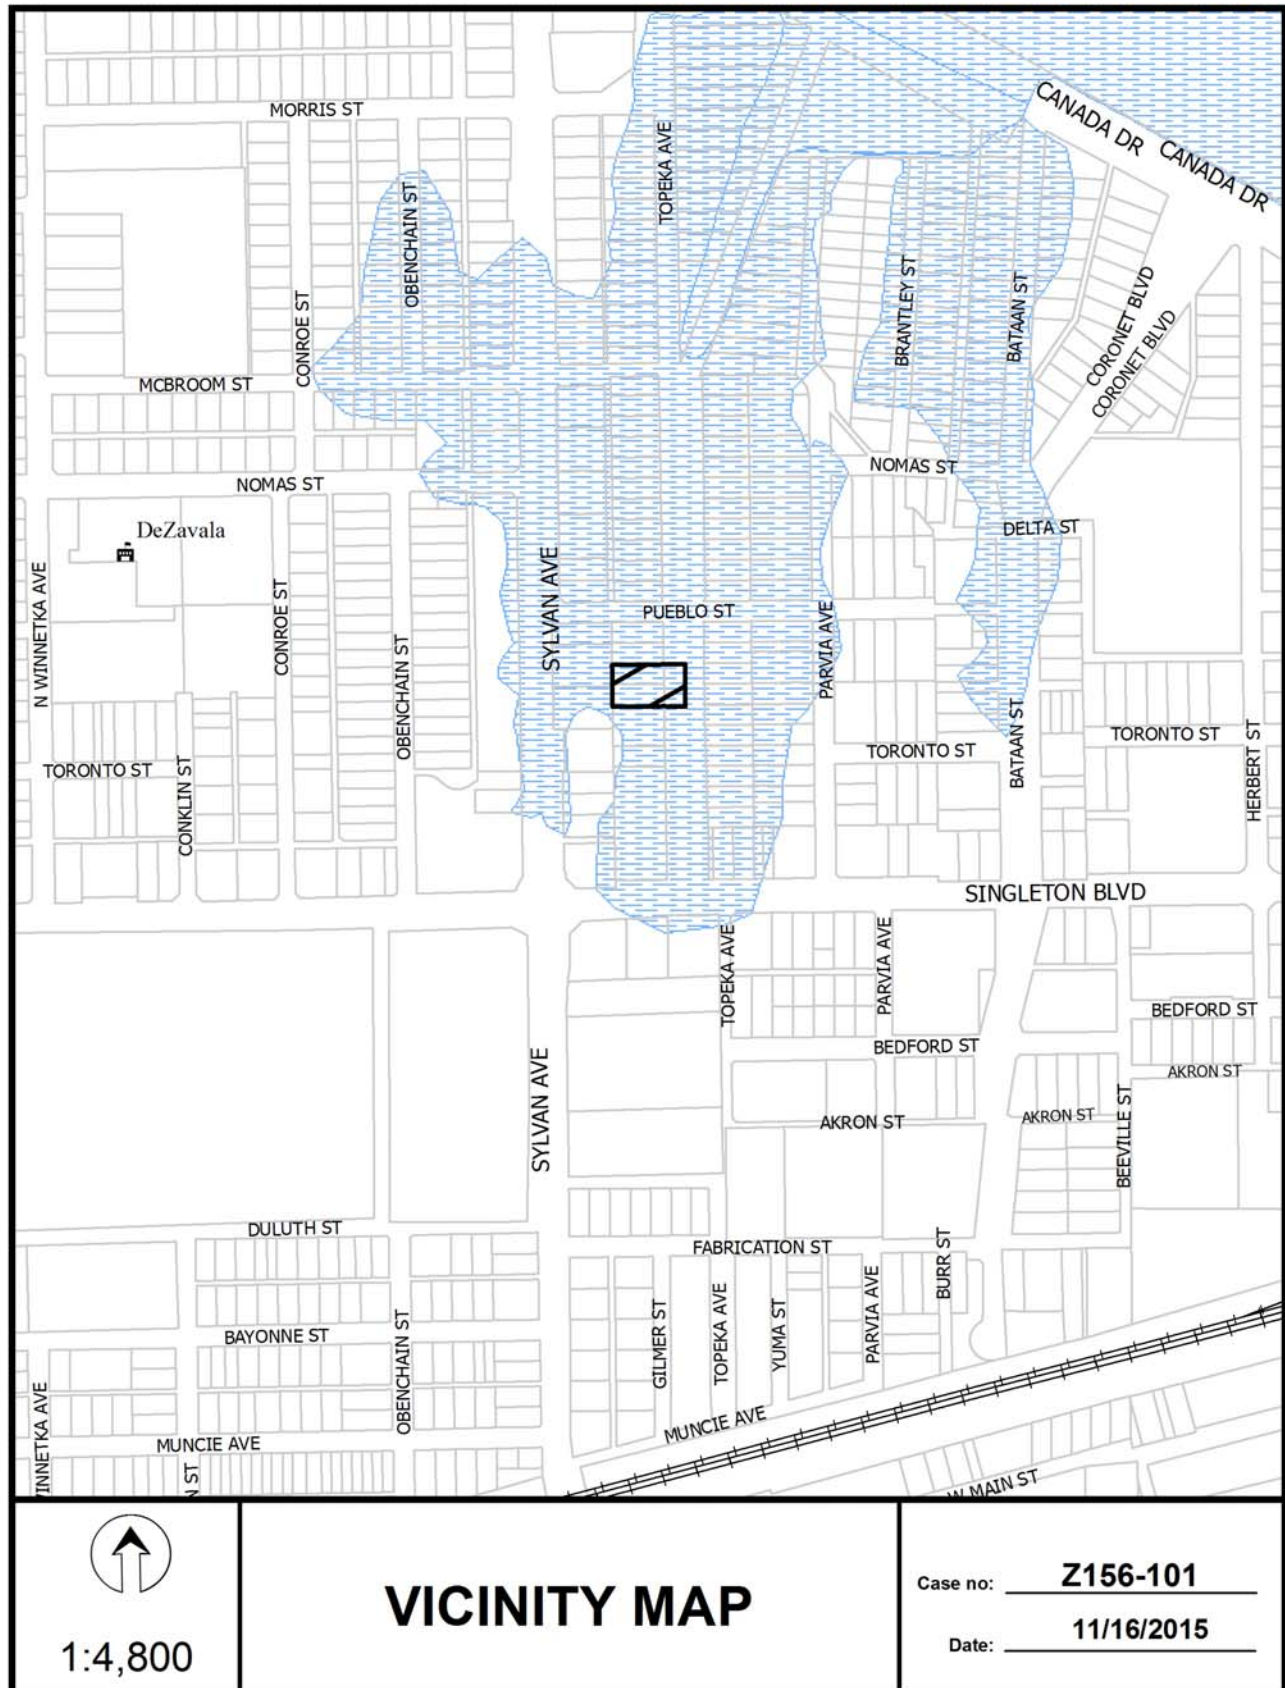 MORRIS ST
CANADA DR
CANADA DR
TOPEKA AVE
OBENCHAIN ST
CONROE ST
BRANTLEY ST
BATAAN ST
CORONET BLVD
CORONET BLVD
MCBROOM ST
NOMAS ST
NOMAS ST
DeZavala
DELTA ST
N WINNETKA AVE
CONROE ST
SYLVAN AVE
PUEBLO ST
PARVIA AVE
OBENCHAIN ST
BATAAN ST
TORONTO ST
TORONTO ST
TORONTO ST
CONKLIN ST
HERBERT ST
SINGLETON BLVD
TOPEKA AVE
PARVIA AVE
BEDFORD ST
BEDFORD ST
SYLVAN AVE
AKRON ST
AKRON ST
AKRON ST
BEEVILLE ST
DULUTH ST
FABRICATION ST
BURR ST
GILMER ST
TOPEKA AVE
YUMA ST
PARVIA AVE
BAYONNE ST
OBENCHAIN ST
VINNETKA AVE
MUNCIE AVE
MUNCIE AVE
N ST
W MAIN ST
1:4,800
VICINITY MAP
Case no: Z156-101
Date: 11/16/2015